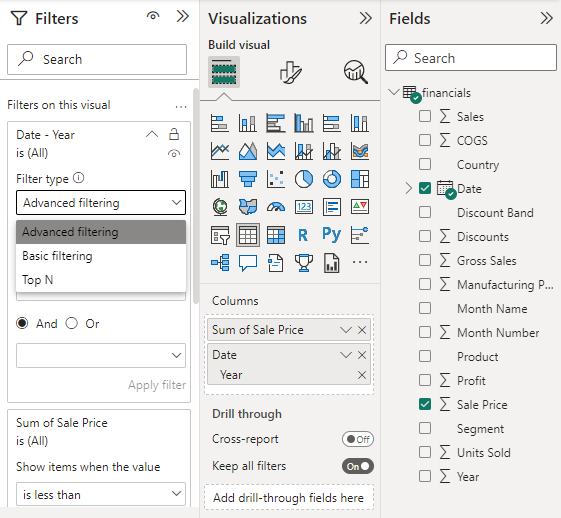 Filters
Search
Filters on this visual
...
Date - Year
is (All)
Filter type
Advanced filtering
Advanced filtering
Basic filtering
Top N
And
Or
Apply filter
Sum of Sale Price
is (All)
Show items when the value
is less than
Visualizations
Build visual
123
R
Py
...
Columns
Sum of Sale Price
Date
Year
Drill through
Cross-report
Off
Keep all filters
On
Add drill-through fields here
Fields
Search
financials
Σ Sales
Σ COGS
Country
Date
Discount Band
Σ Discounts
Σ Gross Sales
Σ Manufacturing P...
Month Name
Σ Month Number
Product
Σ Profit
Σ Sale Price
Segment
Σ Units Sold
Σ Year